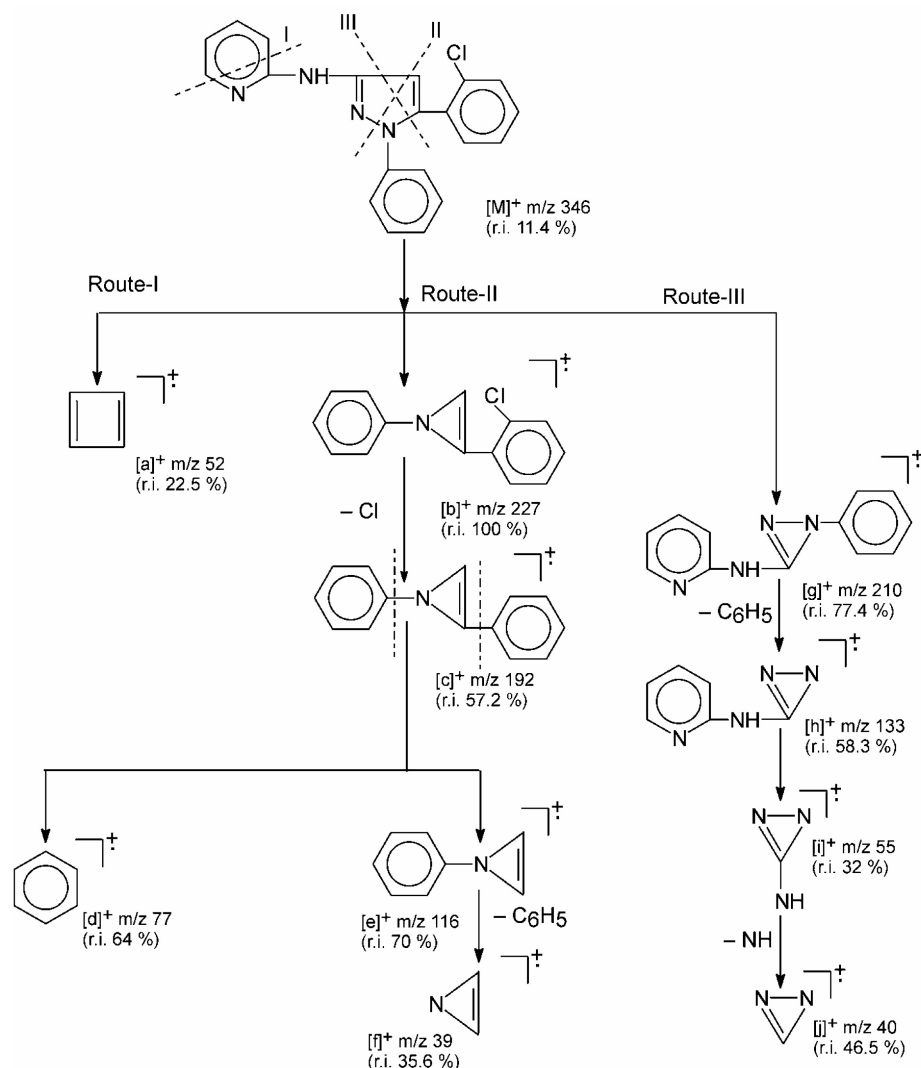 I
III
II
Cl
NH
N
N
N
[M]⁺ m/z 346
(r.i. 11.4 %)
Route-I
Route-II
Route-III
+.
[a]⁺ m/z 52
(r.i. 22.5 %)
+.
Cl
N
[b]⁺ m/z 227
(r.i. 100 %)
– Cl
+.
N
[c]⁺ m/z 192
(r.i. 57.2 %)
+.
N
N
NH
N
[g]⁺ m/z 210
(r.i. 77.4 %)
– C₆H₅
+.
N
N
NH
N
[h]⁺ m/z 133
(r.i. 58.3 %)
+.
[d]⁺ m/z 77
(r.i. 64 %)
+.
N
[e]⁺ m/z 116
(r.i. 70 %)
– C₆H₅
+.
N
[f]⁺ m/z 39
(r.i. 35.6 %)
+.
N
N
NH
[i]⁺ m/z 55
(r.i. 32 %)
– NH
+.
N
N
[j]⁺ m/z 40
(r.i. 46.5 %)